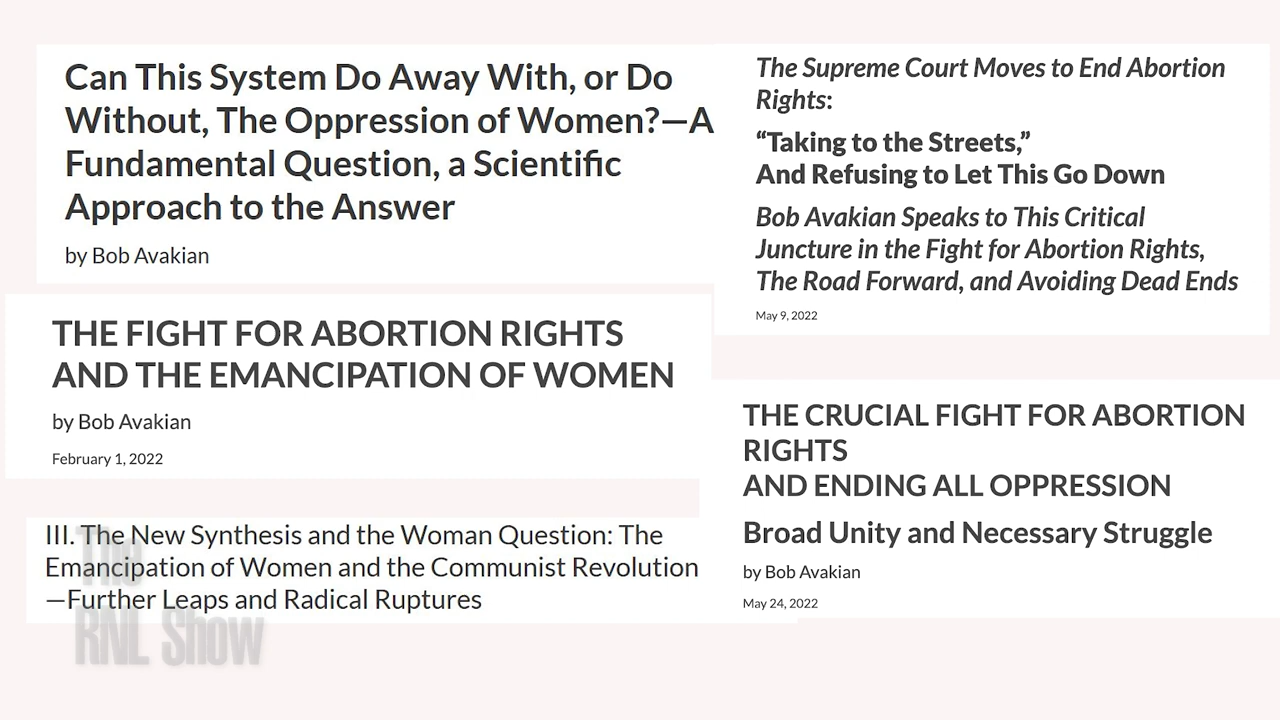 Can This System Do Away With, or Do
Without, The Oppression of Women?—A
Fundamental Question, a Scientific
Approach to the Answer
by Bob Avakian
THE FIGHT FOR ABORTION RIGHTS
AND THE EMANCIPATION OF WOMEN
by Bob Avakian
February 1, 2022
III. The New Synthesis and the Woman Question: The
Emancipation of Women and the Communist Revolution
—Further Leaps and Radical Ruptures
The
RNL Show
The Supreme Court Moves to End Abortion
Rights:
“Taking to the Streets,”
And Refusing to Let This Go Down
Bob Avakian Speaks to This Critical
Juncture in the Fight for Abortion Rights,
The Road Forward, and Avoiding Dead Ends
May 9, 2022
THE CRUCIAL FIGHT FOR ABORTION
RIGHTS
AND ENDING ALL OPPRESSION
Broad Unity and Necessary Struggle
by Bob Avakian
May 24, 2022